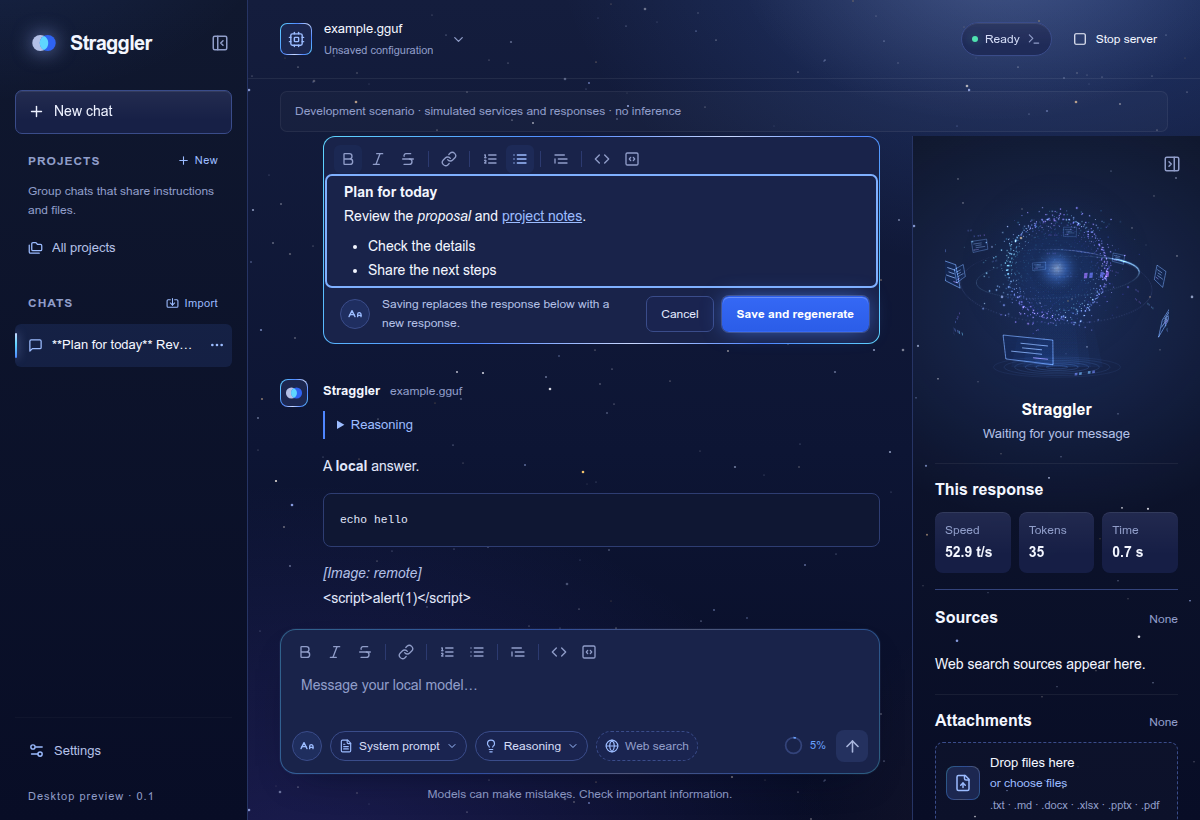 Straggler
New chat
PROJECTS
New
Group chats that share instructions
and files.
All projects
CHATS
Import
**Plan for today** Rev…
Settings
Desktop preview · 0.1
example.gguf
Unsaved configuration
Ready
Stop server
Development scenario · simulated services and responses · no inference
Plan for today
Review the proposal and project notes.
• Check the details
• Share the next steps
Saving replaces the response below with a
new response.
Cancel
Save and regenerate
Straggler example.gguf
Reasoning
A local answer.
echo hello
[Image: remote]
<script>alert(1)</script>
Message your local model…
System prompt
Reasoning
Web search
5%
Models can make mistakes. Check important information.
Straggler
Waiting for your message
This response
Speed
52.9 t/s
Tokens
35
Time
0.7 s
Sources
None
Web search sources appear here.
Attachments
None
Drop files here
or choose files
.txt · .md · .docx · .xlsx · .pptx · .pdf